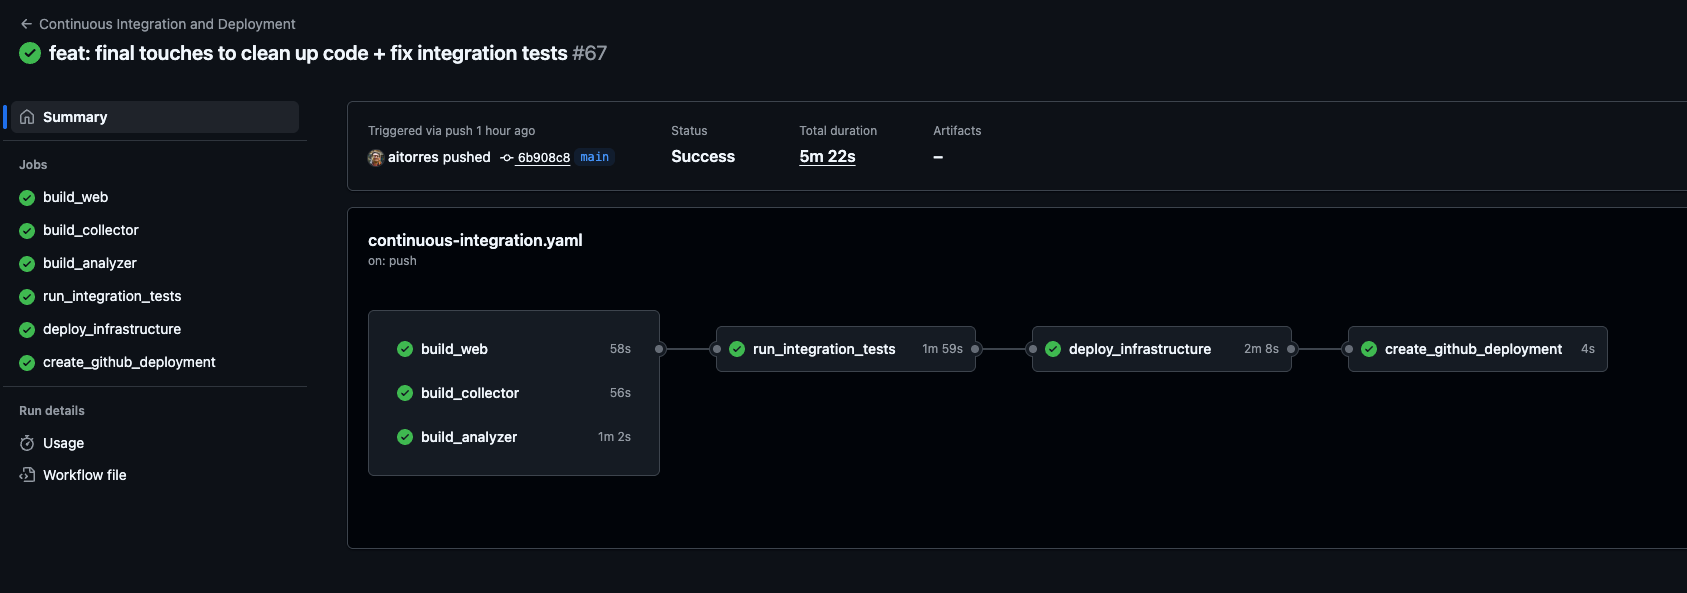 ← Continuous Integration and Deployment
feat: final touches to clean up code + fix integration tests #67
Summary
Jobs
build_web
build_collector
build_analyzer
run_integration_tests
deploy_infrastructure
create_github_deployment
Run details
Usage
Workflow file
Triggered via push 1 hour ago
aitorres pushed 6b908c8 main
Status
Success
Total duration
5m 22s
Artifacts
–
continuous-integration.yaml
on: push
build_web 58s
build_collector 56s
build_analyzer 1m 2s
run_integration_tests 1m 59s
deploy_infrastructure 2m 8s
create_github_deployment 4s